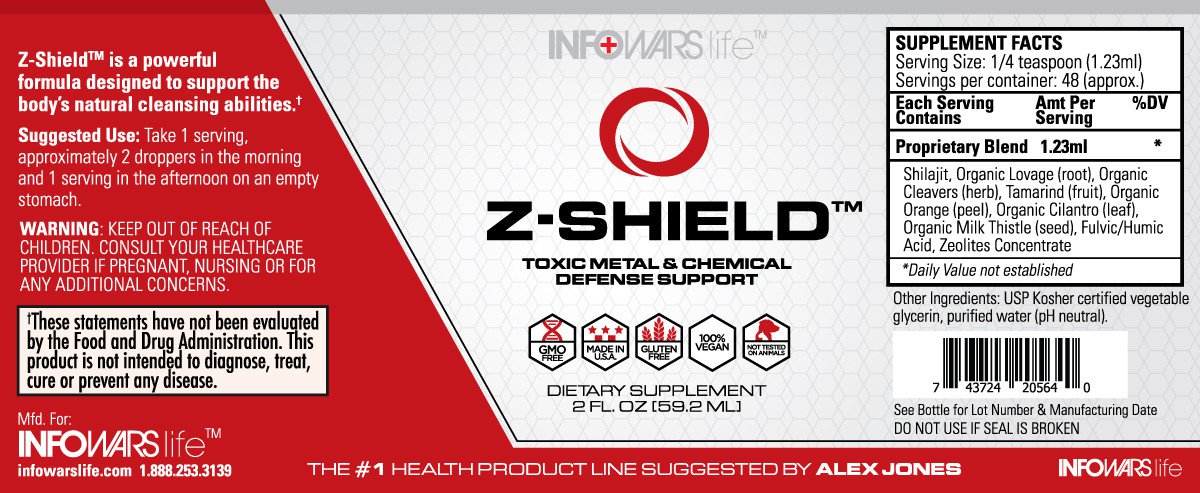 Z-Shield™ is a powerful
formula designed to support the
body's natural cleansing abilities.†
Suggested Use: Take 1 serving,
approximately 2 droppers in the morning
and 1 serving in the afternoon on an empty
stomach.
WARNING: KEEP OUT OF REACH OF
CHILDREN. CONSULT YOUR HEALTHCARE
PROVIDER IF PREGNANT, NURSING OR FOR
ANY ADDITIONAL CONCERNS.
†These statements have not been evaluated
by the Food and Drug Administration. This
product is not intended to diagnose, treat,
cure or prevent any disease.
Mfd. For:
INFOWARS life™
infowarslife.com 1.888.253.3139
INFOWARS life™
Z-SHIELD™
TOXIC METAL & CHEMICAL
DEFENSE SUPPORT
GMO
FREE
MADE IN
U.S.A.
GLUTEN
FREE
100%
VEGAN
NOT TESTED
ON ANIMALS
DIETARY SUPPLEMENT
2 FL. OZ [59.2 ML]
SUPPLEMENT FACTS
Serving Size: 1/4 teaspoon (1.23ml)
Servings per container: 48 (approx.)
Each Serving Contains Amt Per Serving %DV
Proprietary Blend 1.23ml *
Shilajit, Organic Lovage (root), Organic
Cleavers (herb), Tamarind (fruit), Organic
Orange (peel), Organic Cilantro (leaf),
Organic Milk Thistle (seed), Fulvic/Humic
Acid, Zeolites Concentrate
*Daily Value not established
Other Ingredients: USP Kosher certified vegetable
glycerin, purified water (pH neutral).
7 43724 20564 0
See Bottle for Lot Number & Manufacturing Date
DO NOT USE IF SEAL IS BROKEN
THE #1 HEALTH PRODUCT LINE SUGGESTED BY ALEX JONES
INFOWARS life